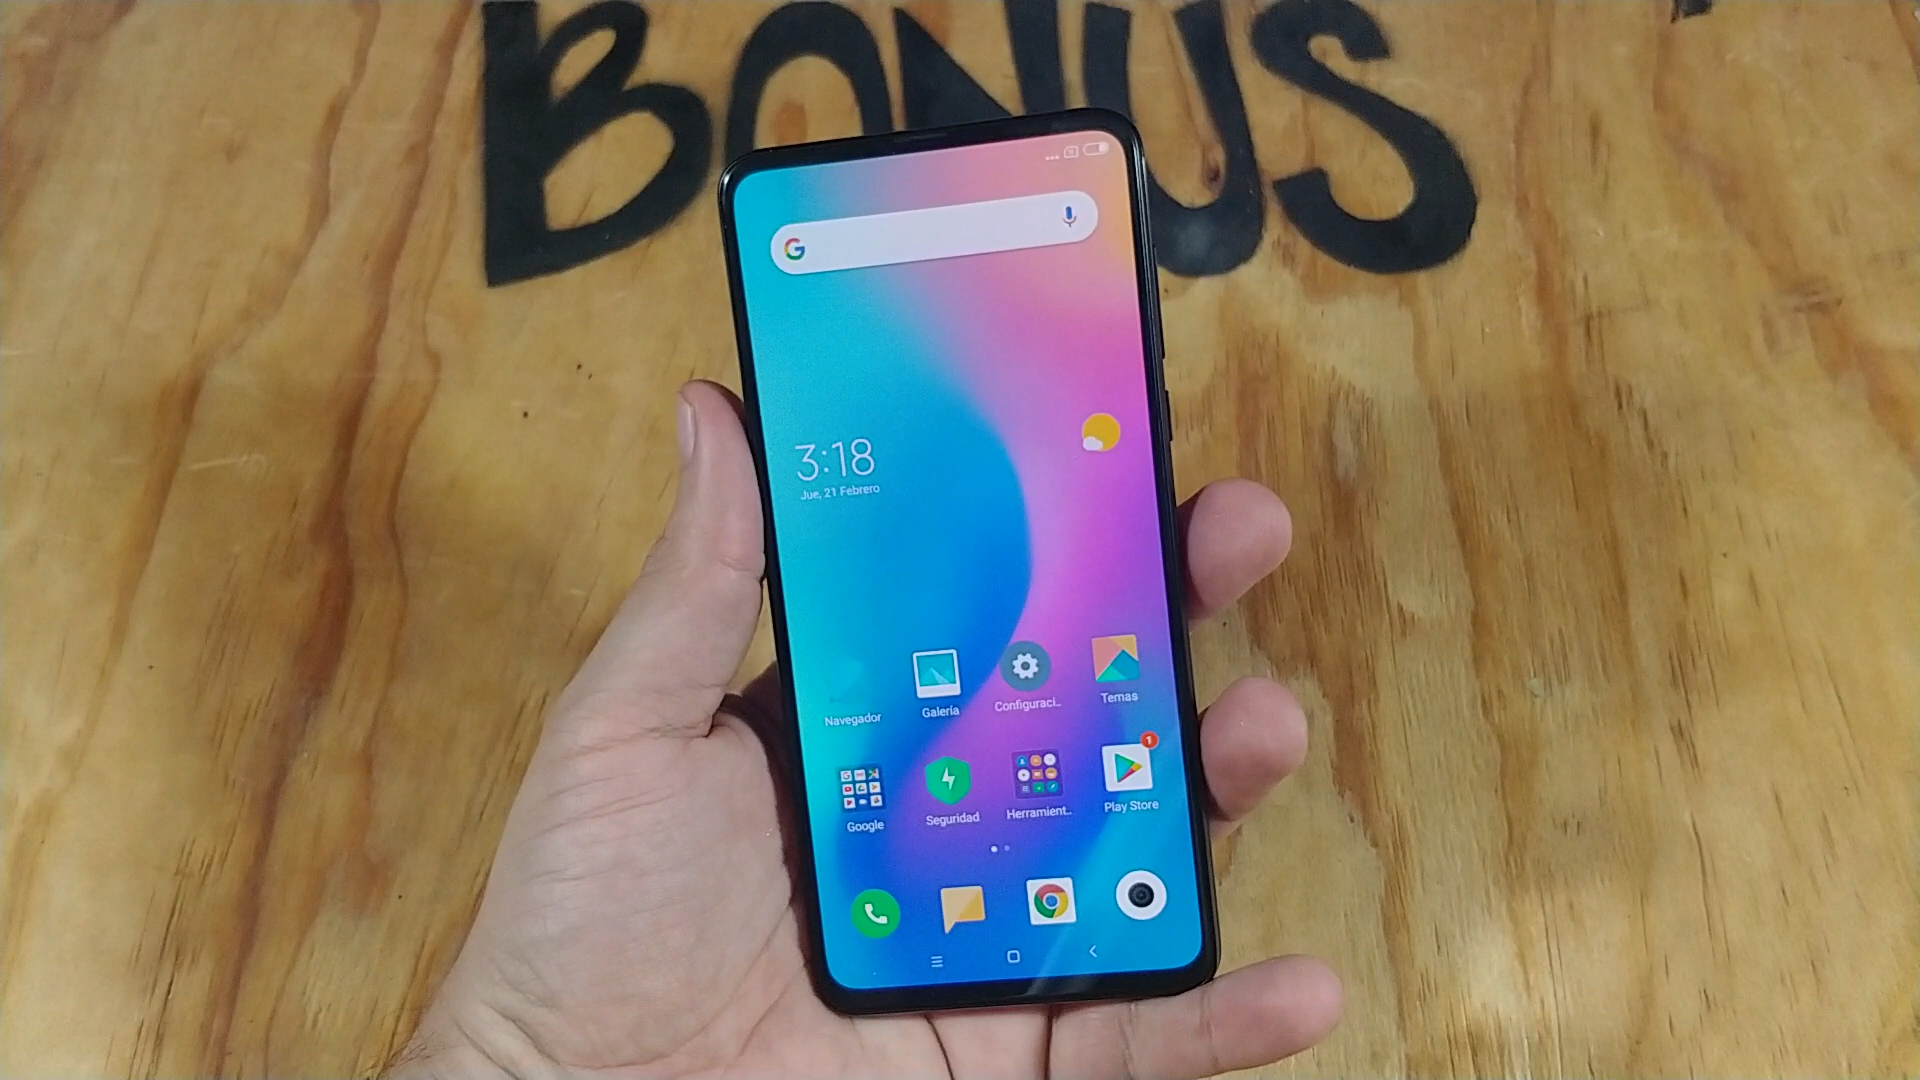 BONUS
3:18
Jue, 21 Febrero
Navegador
Galería
Configuraci..
Temas
1
Google
Seguridad
Herramient..
Play Store